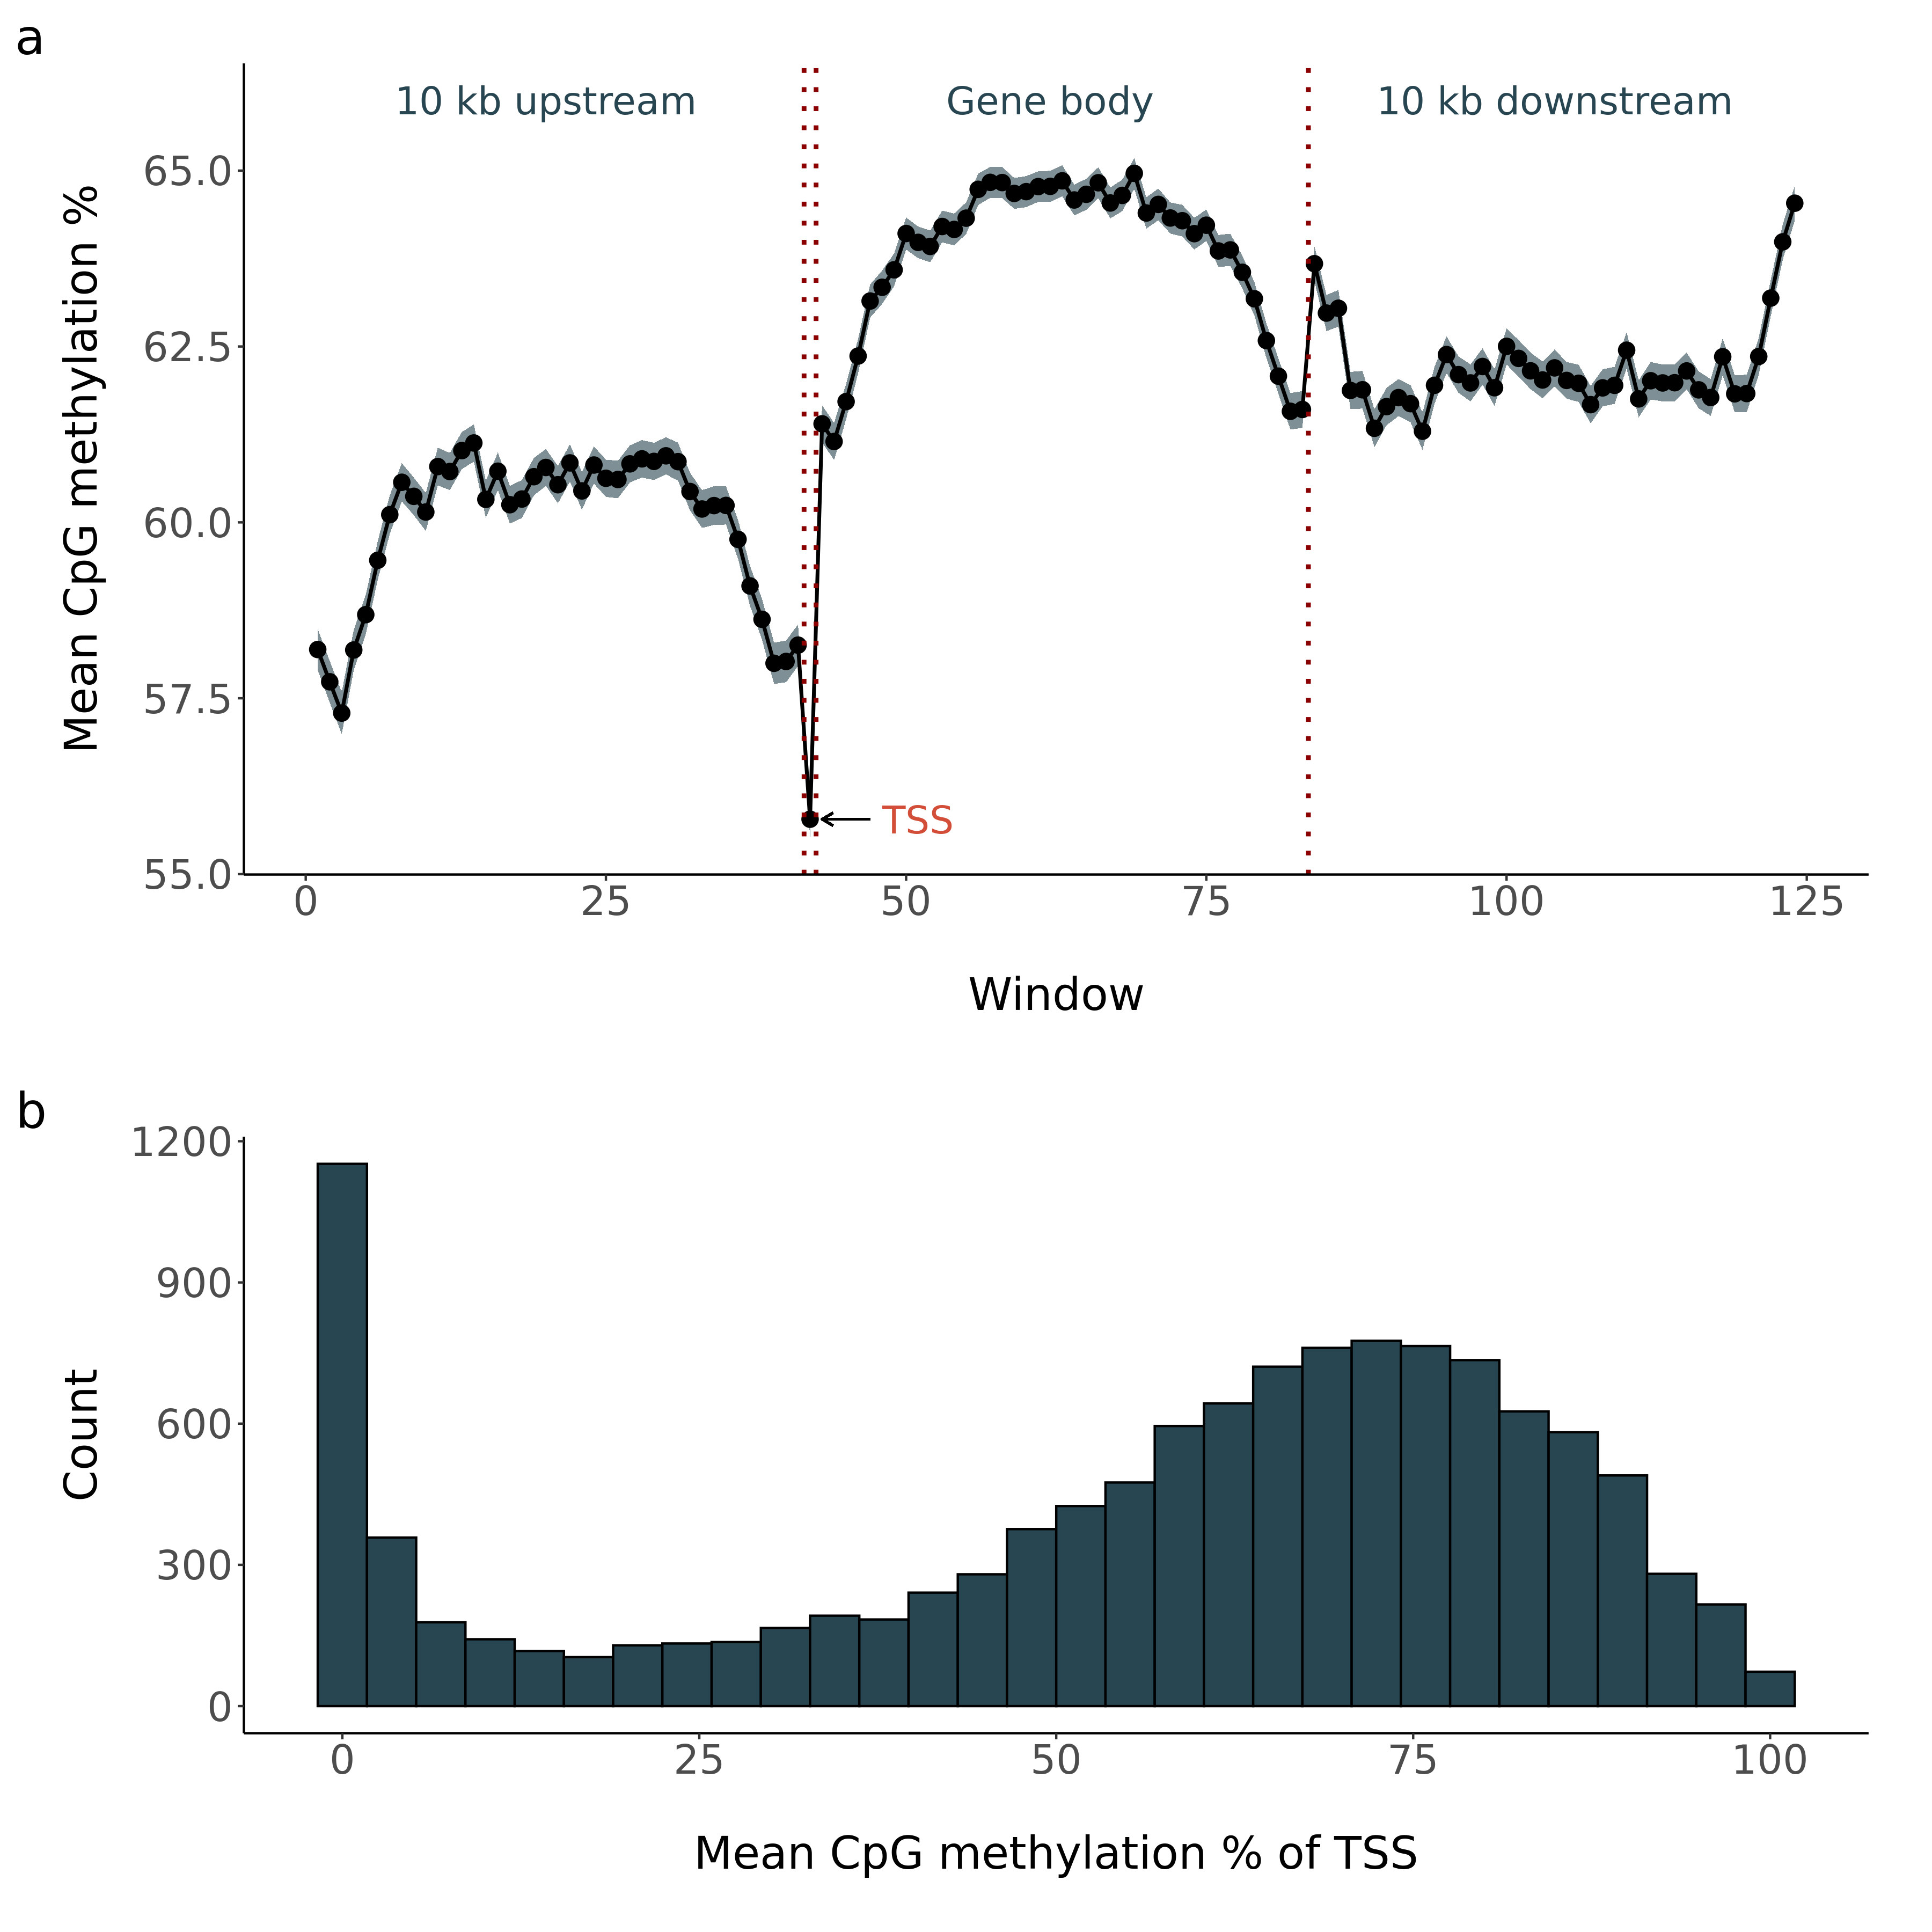 a
10 kb upstream
Gene body
10 kb downstream
Mean CpG methylation %
65.0
62.5
60.0
57.5
55.0
TSS
0 25 50 75 100 125
Window
b
Count
1200
900
600
300
0
0 25 50 75 100
Mean CpG methylation % of TSS